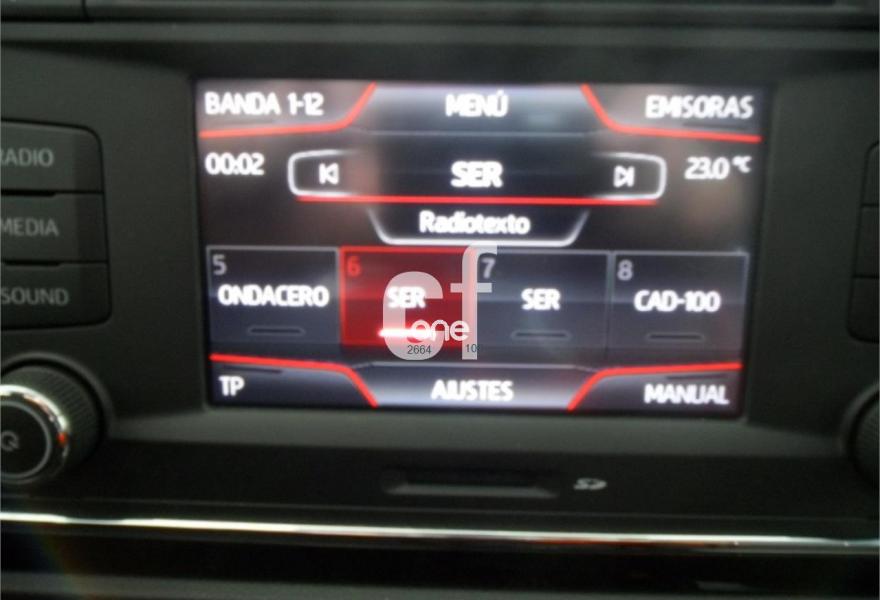 BANDA 1-12 MENÚ EMISORAS
RADIO
00:02 SER 23.0 °C
MEDIA
Radiotexto
5 6 7 8
SOUND
ONDACERO SER SER CAD-100
cf one
2664 10
TP AJUSTES MANUAL